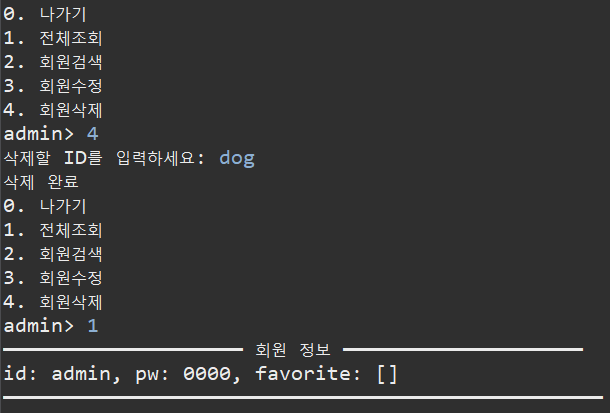 0. 나가기
1. 전체조회
2. 회원검색
3. 회원수정
4. 회원삭제
admin> 4
삭제할 ID를 입력하세요: dog
삭제 완료
0. 나가기
1. 전체조회
2. 회원검색
3. 회원수정
4. 회원삭제
admin> 1
회원 정보
id: admin, pw: 0000, favorite: []